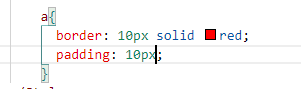 a{
border: 10px solid red;
padding: 10px;
}